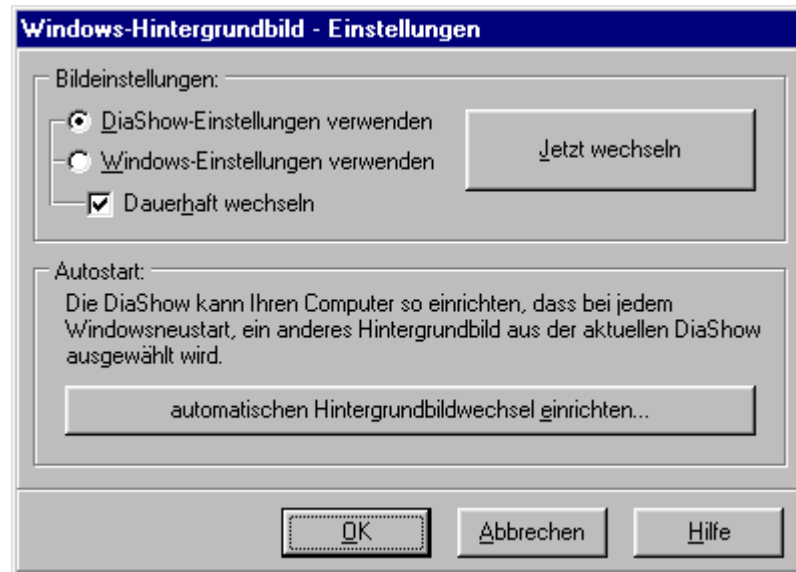 Windows-Hintergrundbild - Einstellungen
Bildeinstellungen:
DiaShow-Einstellungen verwenden
Windows-Einstellungen verwenden
Dauerhaft wechseln
Jetzt wechseln
Autostart:
Die DiaShow kann Ihren Computer so einrichten, dass bei jedem
Windowsneustart, ein anderes Hintergrundbild aus der aktuellen DiaShow
ausgewählt wird.
automatischen Hintergrundbildwechsel einrichten...
OK
Abbrechen
Hilfe